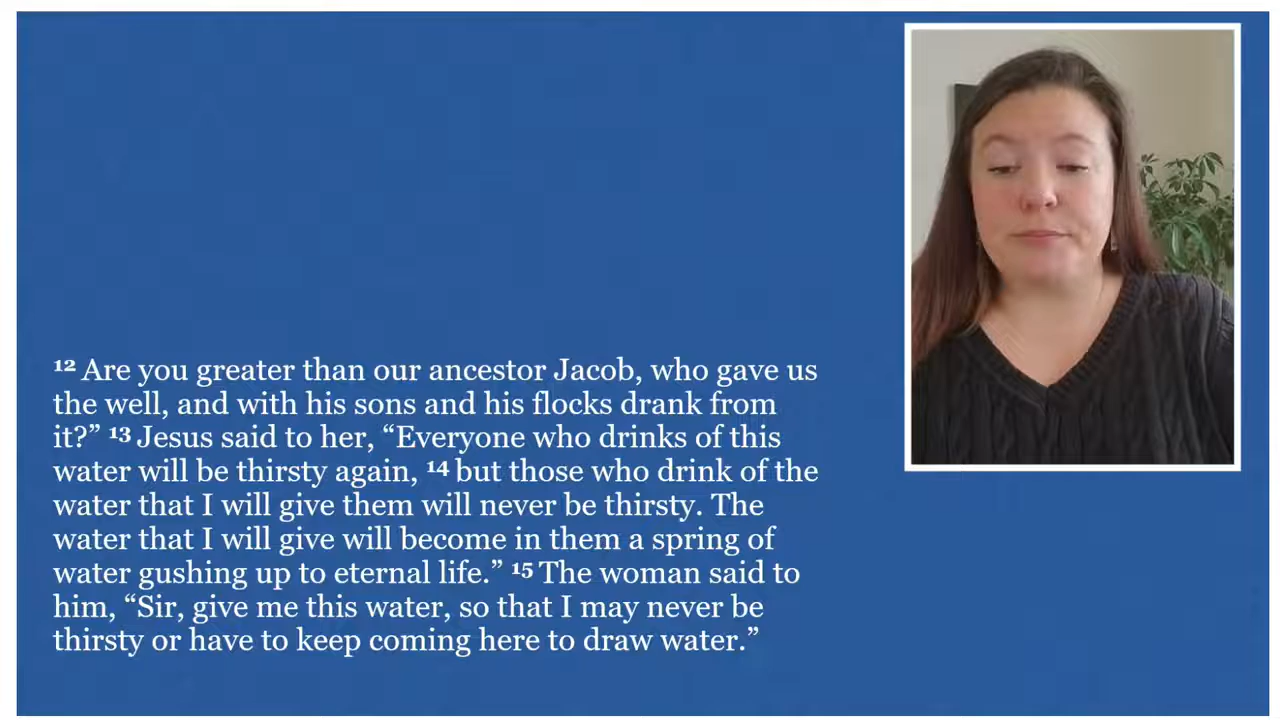 12 Are you greater than our ancestor Jacob, who gave us
the well, and with his sons and his flocks drank from
it?” 13 Jesus said to her, “Everyone who drinks of this
water will be thirsty again, 14 but those who drink of the
water that I will give them will never be thirsty. The
water that I will give will become in them a spring of
water gushing up to eternal life.” 15 The woman said to
him, “Sir, give me this water, so that I may never be
thirsty or have to keep coming here to draw water.”